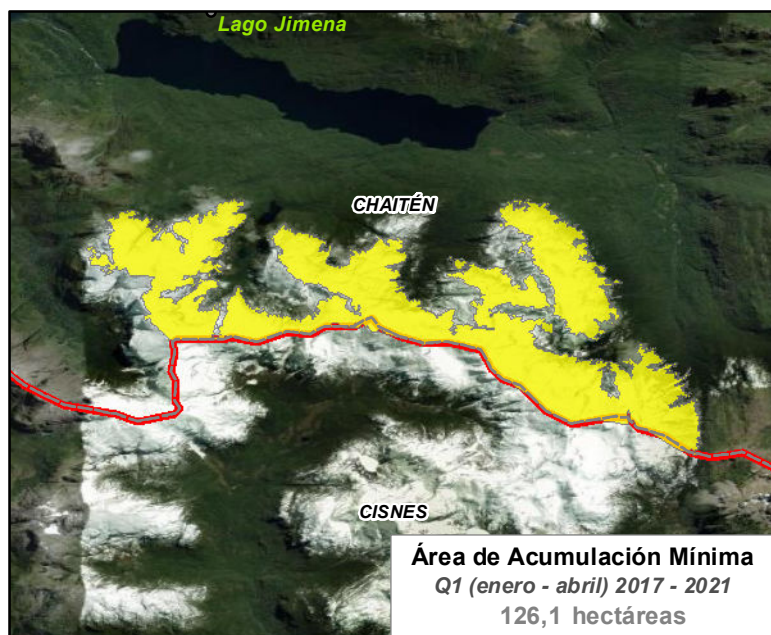 Lago Jimena
CHAITÉN
CISNES
Área de Acumulación Mínima
Q1 (enero - abril) 2017 - 2021
126,1 hectáreas